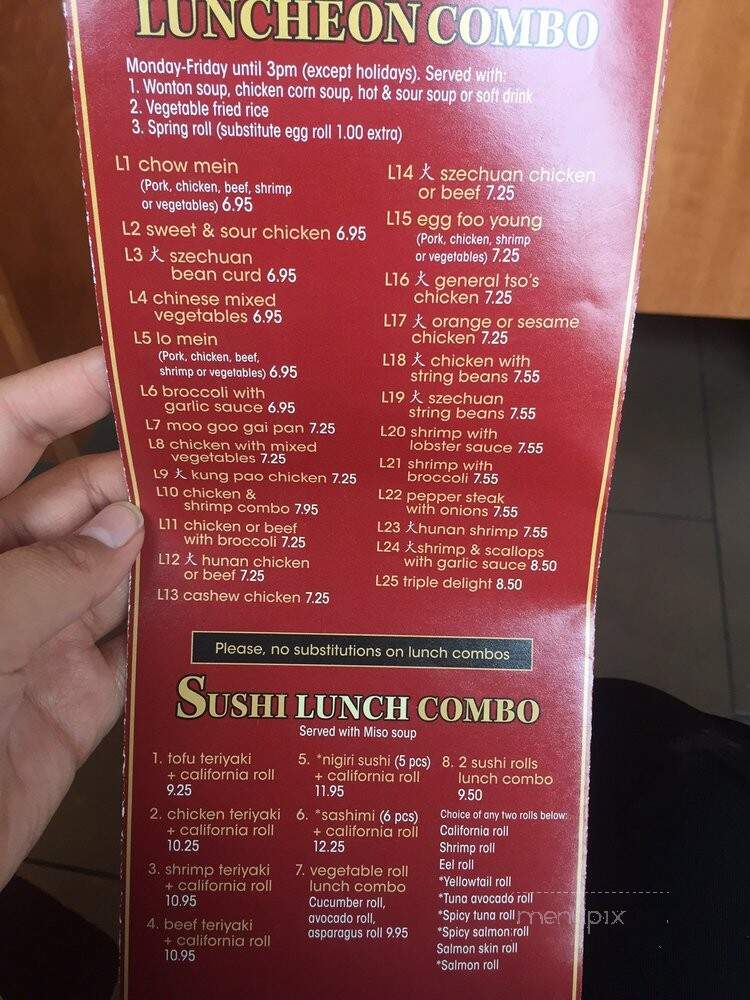 LUNCHEON COMBO
Monday-Friday until 3pm (except holidays). Served with:
1. Wonton soup, chicken corn soup, hot & sour soup or soft drink
2. Vegetable fried rice
3. Spring roll (substitute egg roll 1.00 extra)
L1 chow mein
(Pork, chicken, beef, shrimp
or vegetables) 6.95
L2 sweet & sour chicken 6.95
L3 火 szechuan
bean curd 6.95
L4 chinese mixed
vegetables 6.95
L5 lo mein
(Pork, chicken, beef,
shrimp or vegetables) 6.95
L6 broccoli with
garlic sauce 6.95
L7 moo goo gai pan 7.25
L8 chicken with mixed
vegetables 7.25
L9 火 kung pao chicken 7.25
L10 chicken &
shrimp combo 7.95
L11 chicken or beef
with broccoli 7.25
L12 火 hunan chicken
or beef 7.25
L13 cashew chicken 7.25
L14 火 szechuan chicken
or beef 7.25
L15 egg foo young
(Pork, chicken, shrimp
or vegetables) 7.25
L16 火 general tso's
chicken 7.25
L17 火 orange or sesame
chicken 7.25
L18 火 chicken with
string beans 7.55
L19 火 szechuan
string beans 7.55
L20 shrimp with
lobster sauce 7.55
L21 shrimp with
broccoli 7.55
L22 pepper steak
with onions 7.55
L23 火 hunan shrimp 7.55
L24 火 shrimp & scallops
with garlic sauce 8.50
L25 triple delight 8.50
Please, no substitutions on lunch combos
SUSHI LUNCH COMBO
Served with Miso soup
1. tofu teriyaki
+ california roll
9.25
2. chicken teriyaki
+ california roll
10.25
3. shrimp teriyaki
+ california roll
10.95
4. beef teriyaki
+ california roll
10.95
5. *nigiri sushi (5 pcs)
+ california roll
11.95
6. *sashimi (6 pcs)
+ california roll
12.25
7. vegetable roll
lunch combo
Cucumber roll,
avocado roll,
asparagus roll 9.95
8. 2 sushi rolls
lunch combo
9.50
Choice of any two rolls below:
California roll
Shrimp roll
Eel roll
*Yellowtail roll
*Tuna avocado roll
*Spicy tuna roll
*Spicy salmon roll
Salmon skin roll
*Salmon roll
menupix